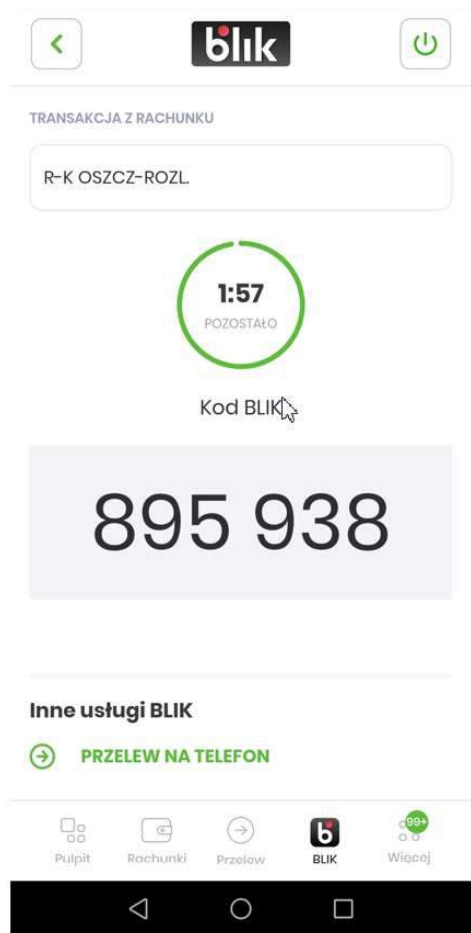 blik
TRANSAKCJA Z RACHUNKU
R-K OSZCZ-ROZL.
1:57
POZOSTAŁO
Kod BLIK
895 938
Inne usługi BLIK
PRZELEW NA TELEFON
99+
Pulpit Rachunki Przelew BLIK Więcej